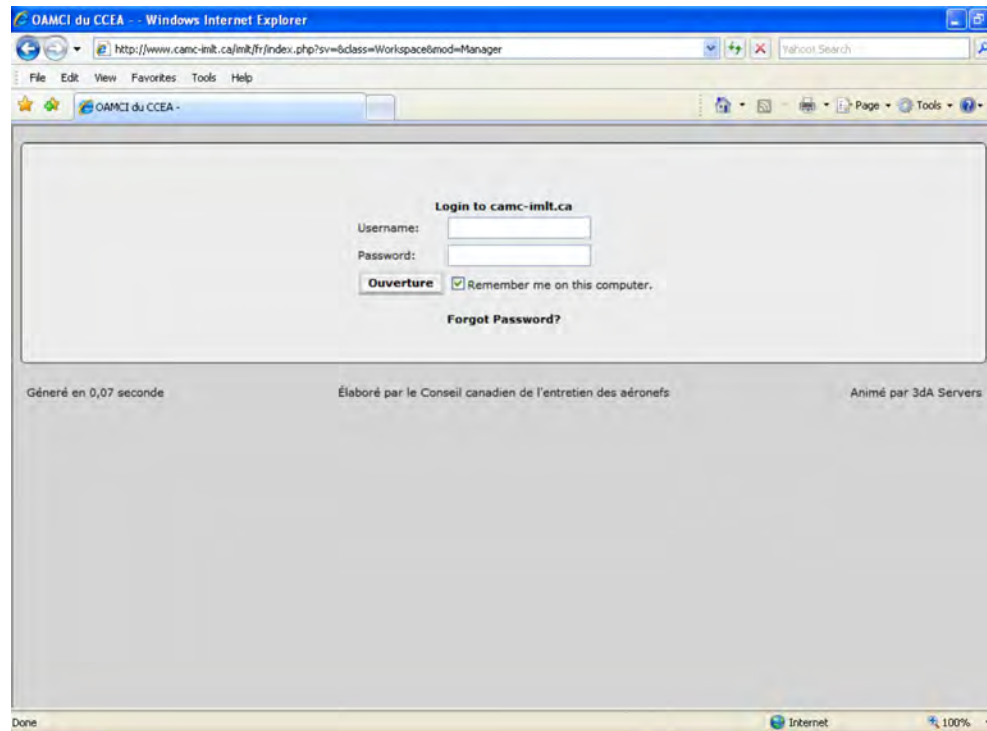 OAMCI du CCEA - - Windows Internet Explorer
http://www.camc-imlt.ca/imlt/fr/index.php?sv=&class=Workspace&mod=Manager
Yahoo! Search
File Edit View Favorites Tools Help
OAMCI du CCEA -
Page Tools
Login to camc-imlt.ca
Username:
Password:
Ouverture Remember me on this computer.
Forgot Password?
Géneré en 0,07 seconde Élaboré par le Conseil canadien de l'entretien des aéronefs Animé par 3dA Servers
Done Internet 100%